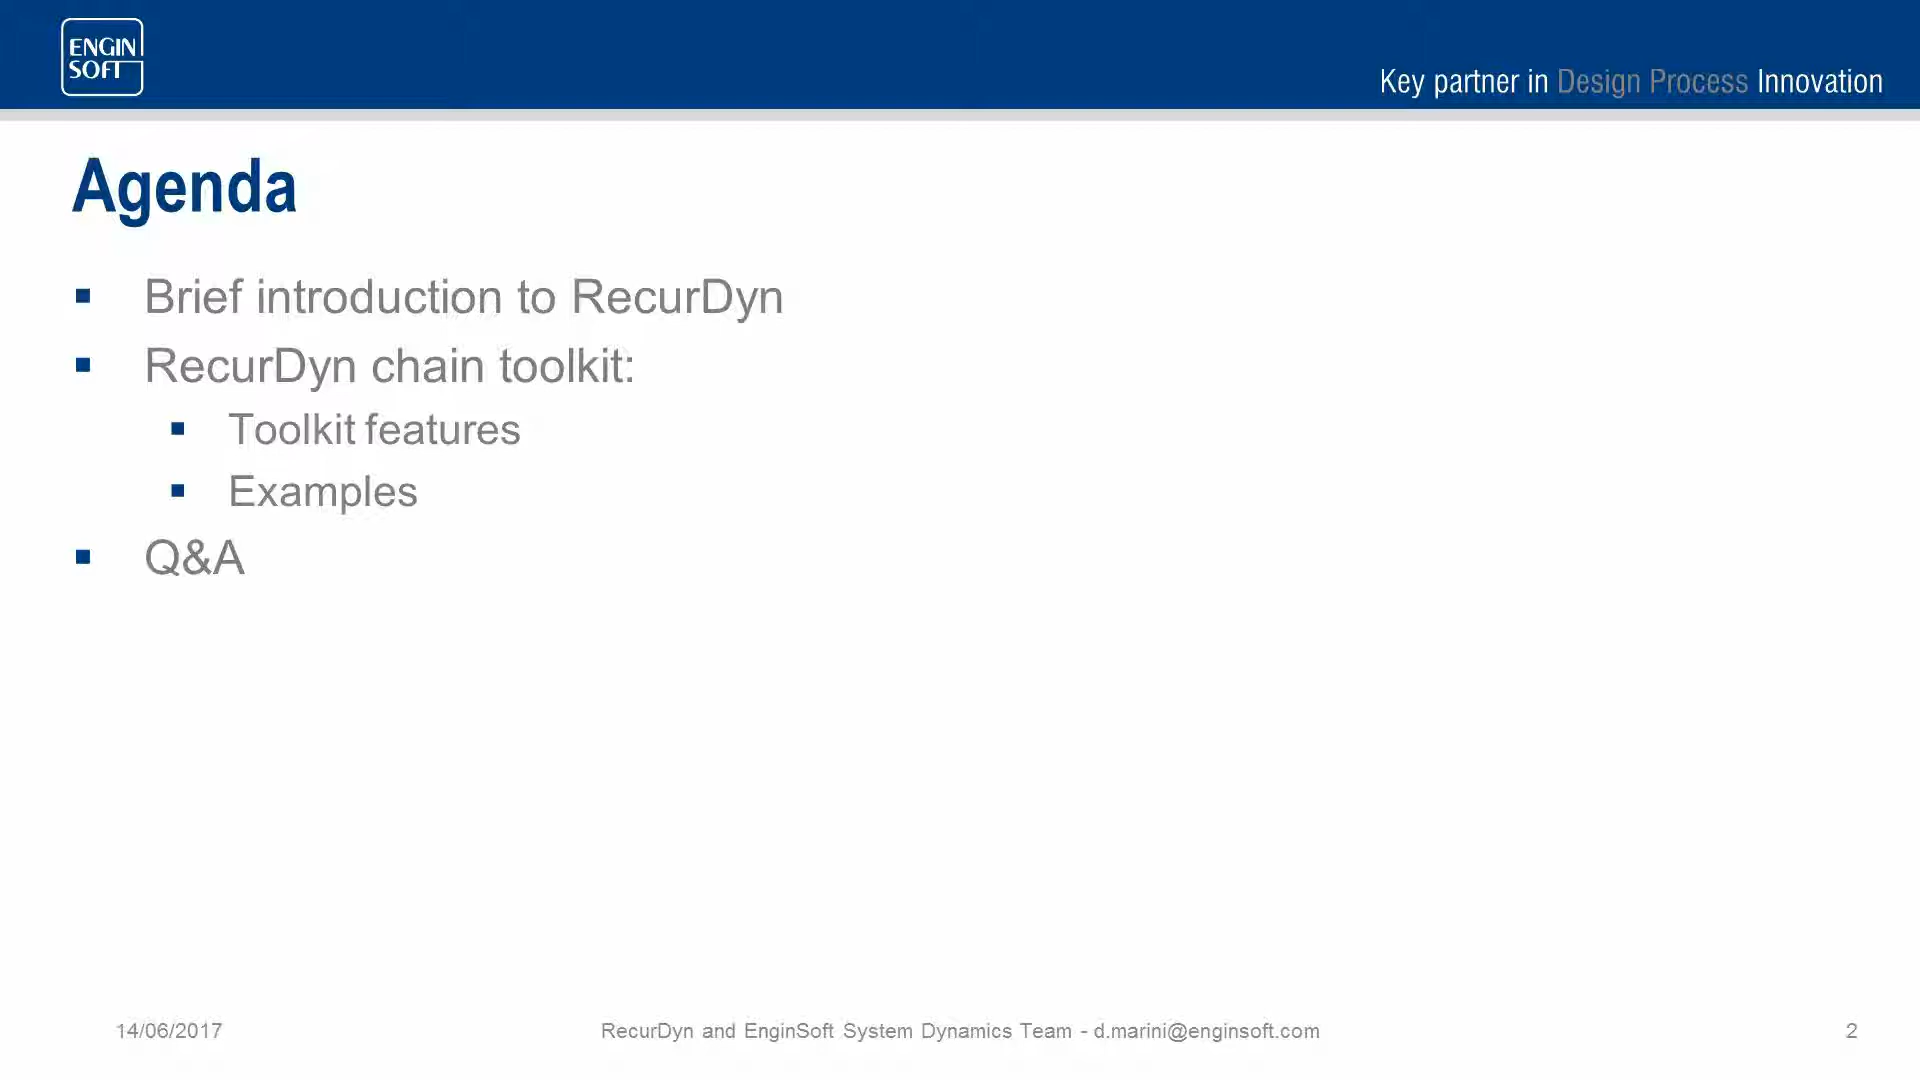 ENGIN
SOFT
Key partner in Design Process Innovation
Agenda
Brief introduction to RecurDyn
RecurDyn chain toolkit:
Toolkit features
Examples
Q&A
14/06/2017
RecurDyn and EnginSoft System Dynamics Team - d.marini@enginsoft.com
2